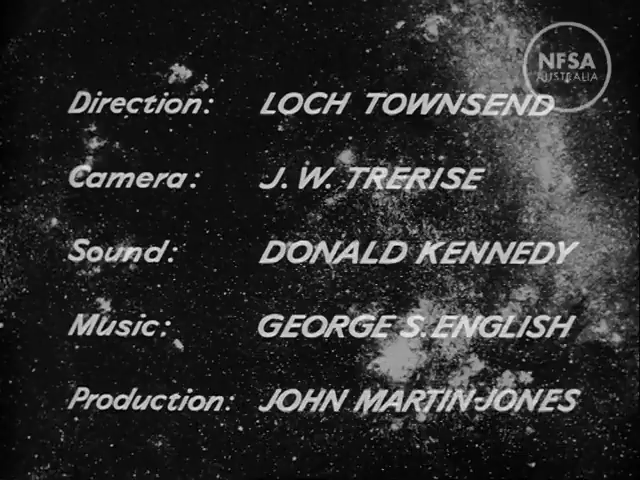 NFSA
AUSTRALIA
Direction: LOCH TOWNSEND
Camera: J. W. TRERISE
Sound: DONALD KENNEDY
Music: GEORGE S. ENGLISH
Production: JOHN MARTIN-JONES